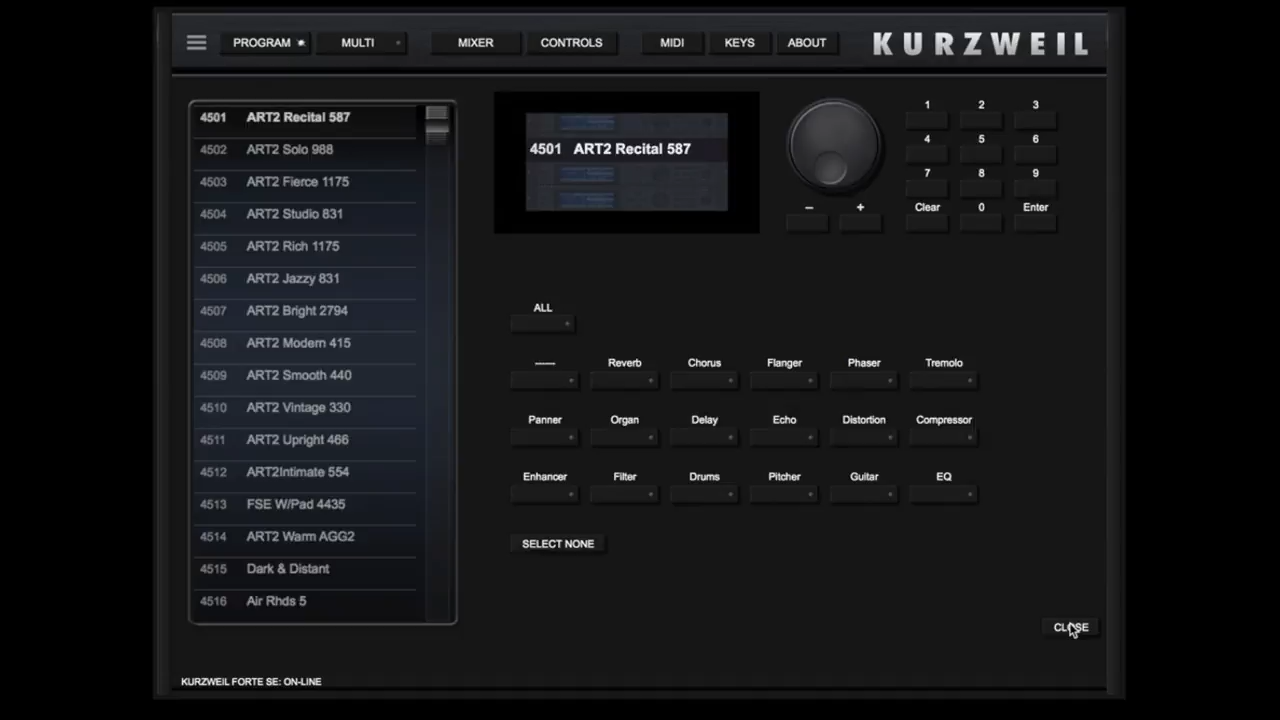 PROGRAM MULTI MIXER CONTROLS MIDI KEYS ABOUT KURZWEIL
4501 ART2 Recital 587
4502 ART2 Solo 988
4503 ART2 Fierce 1175
4504 ART2 Studio 831
4505 ART2 Rich 1175
4506 ART2 Jazzy 831
4507 ART2 Bright 2794
4508 ART2 Modern 415
4509 ART2 Smooth 440
4510 ART2 Vintage 330
4511 ART2 Upright 466
4512 ART2Intimate 554
4513 FSE W/Pad 4435
4514 ART2 Warm AGG2
4515 Dark & Distant
4516 Air Rhds 5
4501 ART2 Recital 587
1 2 3
4 5 6
7 8 9
– + Clear 0 Enter
ALL
----- Reverb Chorus Flanger Phaser Tremolo
Panner Organ Delay Echo Distortion Compressor
Enhancer Filter Drums Pitcher Guitar EQ
SELECT NONE
CLOSE
KURZWEIL FORTE SE: ON-LINE